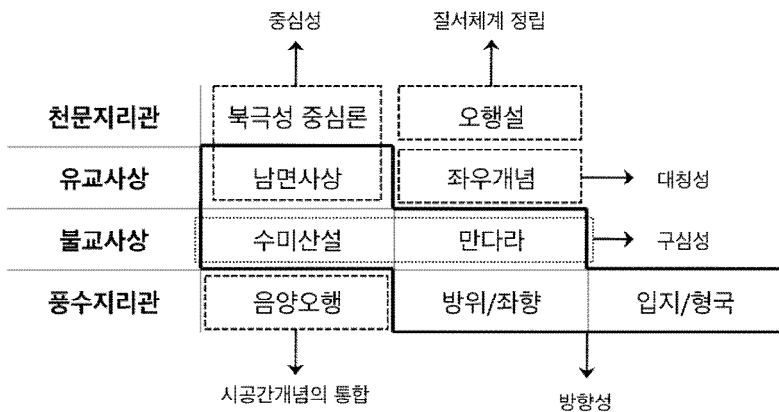 중심성 질서체계 정립
천문지리관 북극성 중심론 오행설
유교사상 남면사상 좌우개념 대칭성
불교사상 수미산설 만다라 구심성
풍수지리관 음양오행 방위/좌향 입지/형국
시공간개념의 통합 방향성